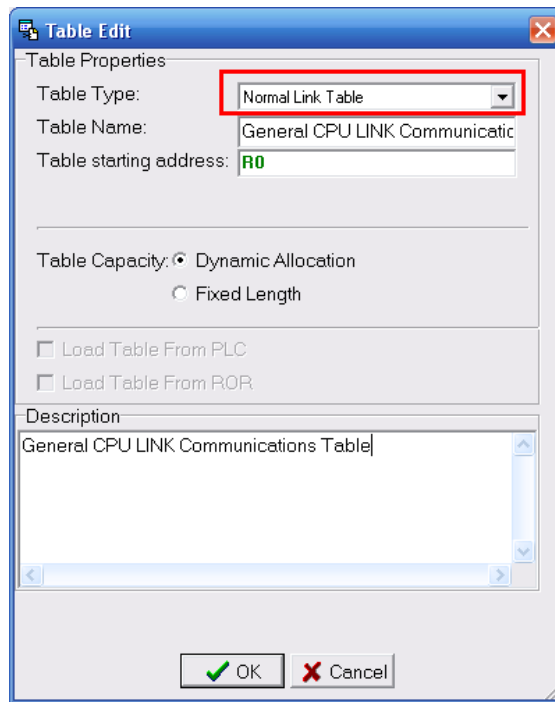 Table Edit
Table Properties
Table Type: Normal Link Table
Table Name: General CPU LINK Communicatic
Table starting address: R0
Table Capacity: Dynamic Allocation
Fixed Length
Load Table From PLC
Load Table From ROR
Description
General CPU LINK Communications Table
OK Cancel